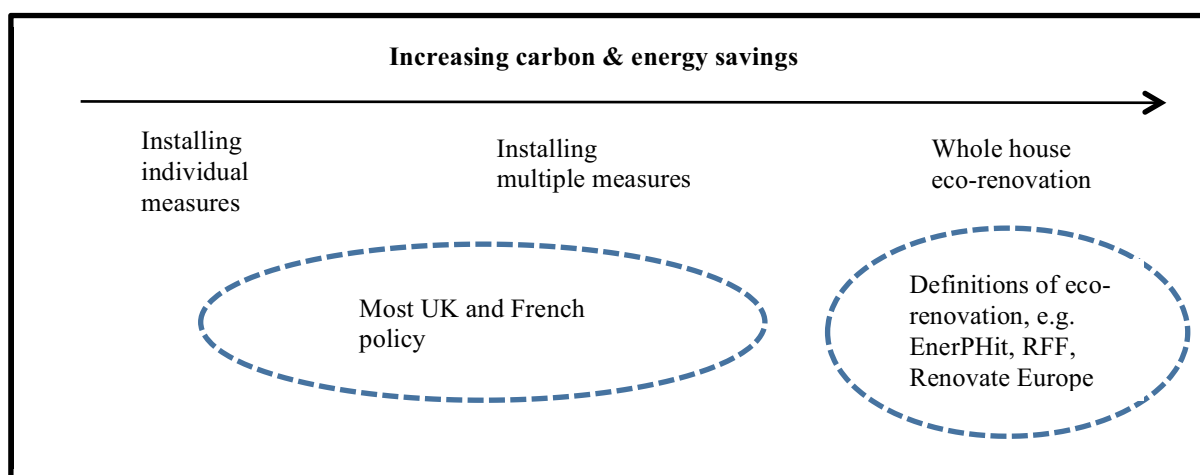 Increasing carbon & energy savings
Installing
individual
measures
Installing
multiple measures
Whole house
eco-renovation
Most UK and French
policy
Definitions of eco-
renovation, e.g.
EnerPHit, RFF,
Renovate Europe